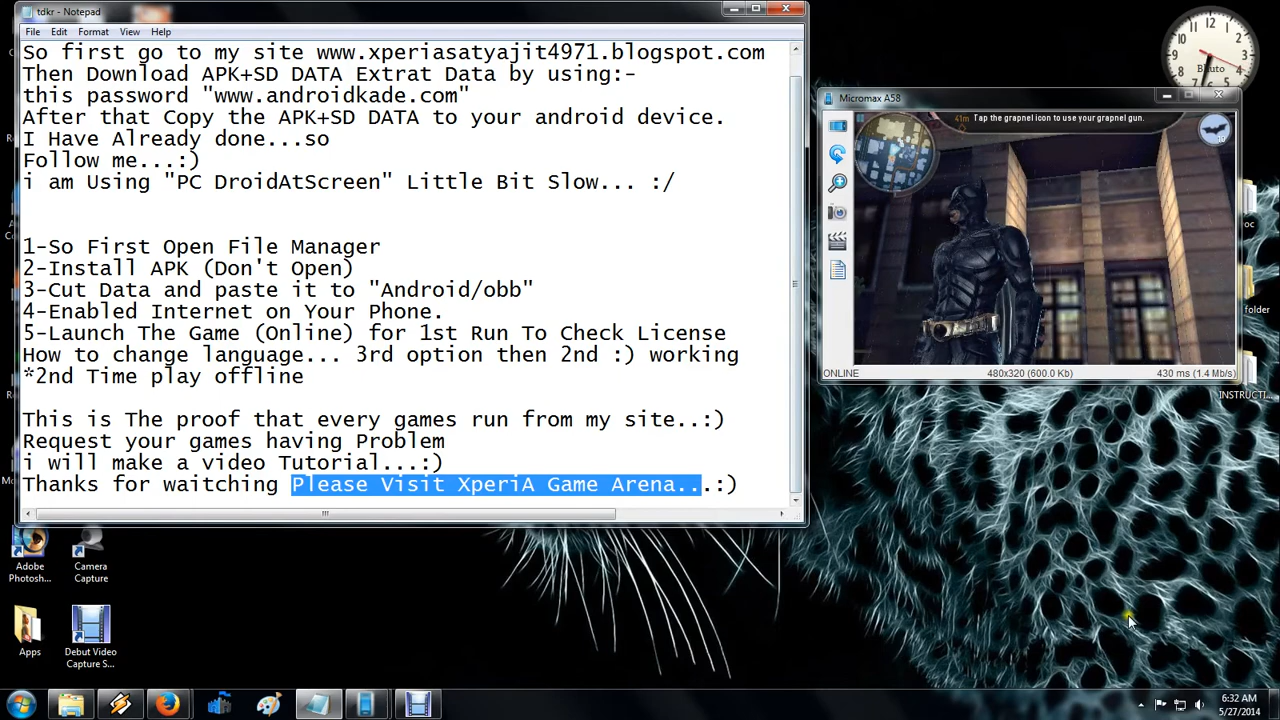 tdkr - Notepad
File Edit Format View Help
So first go to my site www.xperiasatyajit4971.blogspot.com
Then Download APK+SD DATA Extrat Data by using:-
this password "www.androidkade.com"
After that Copy the APK+SD DATA to your android device.
I Have Already done...so
Follow me...:)
i am Using "PC DroidAtScreen" Little Bit Slow... :/
1-So First Open File Manager
2-Install APK (Don't Open)
3-Cut Data and paste it to "Android/obb"
4-Enabled Internet on Your Phone.
5-Launch The Game (Online) for 1st Run To Check License
How to change language... 3rd option then 2nd :) working
*2nd Time play offline
This is The proof that every games run from my site..:)
Request your games having Problem
i will make a video Tutorial...:)
Thanks for waitching Please Visit XperiA Game Arena...:)
Micromax A58
41m Tap the grapnel icon to use your grapnel gun.
ONLINE 480x320 (600.0 Kb) 430 ms (1.4 Mb/s)
12
Bhuto
folder
INSTRUCTI...
Adobe Photosh...
Camera Capture
Apps
Debut Video Capture S...
6:32 AM
5/27/2014